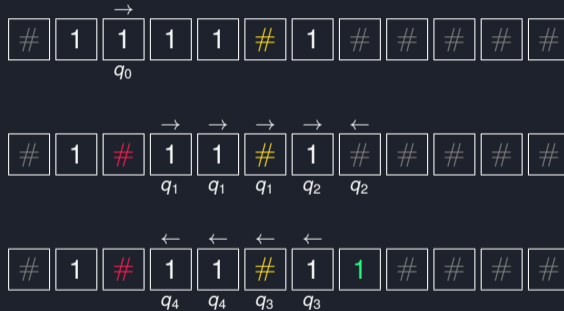 →
# 1 1 1 1 # 1 # # # # #
q₀
→ → → → ←
# 1 # 1 1 # 1 # # # # #
q₁ q₁ q₁ q₂ q₂
← ← ← ←
# 1 # 1 1 # 1 1 # # # #
q₄ q₄ q₃ q₃